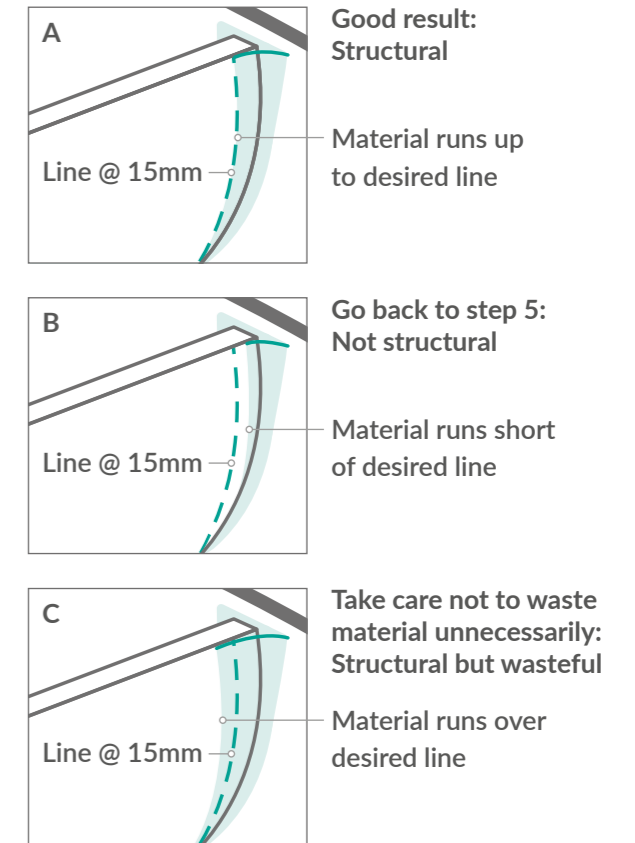 A
Good result:
Structural
Material runs up
to desired line
Line @ 15mm
B
Go back to step 5:
Not structural
Material runs short
of desired line
Line @ 15mm
C
Take care not to waste
material unnecessarily:
Structural but wasteful
Material runs over
desired line
Line @ 15mm